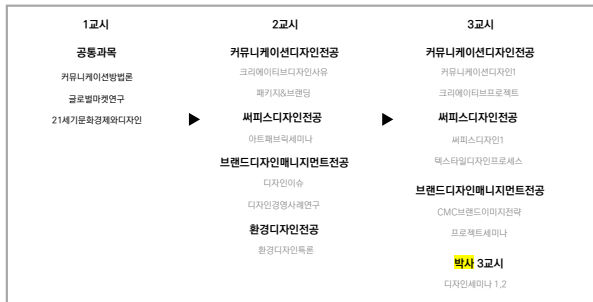 1교시
공통과목
커뮤니케이션방법론
글로벌마켓연구
21세기문화경제와디자인
2교시
커뮤니케이션디자인전공
크리에이티브디자인사유
패키지&브랜딩
써피스디자인전공
아트패브릭세미나
브랜드디자인매니지먼트전공
디자인이슈
디자인경영사례연구
환경디자인전공
환경디자인특론
3교시
커뮤니케이션디자인전공
커뮤니케이션디자인1
크리에이티브프로젝트
써피스디자인전공
써피스디자인1
텍스타일디자인프로세스
브랜드디자인매니지먼트전공
CMC브랜드이미지전략
프로젝트세미나
박사 3교시
디자인세미나 1,2